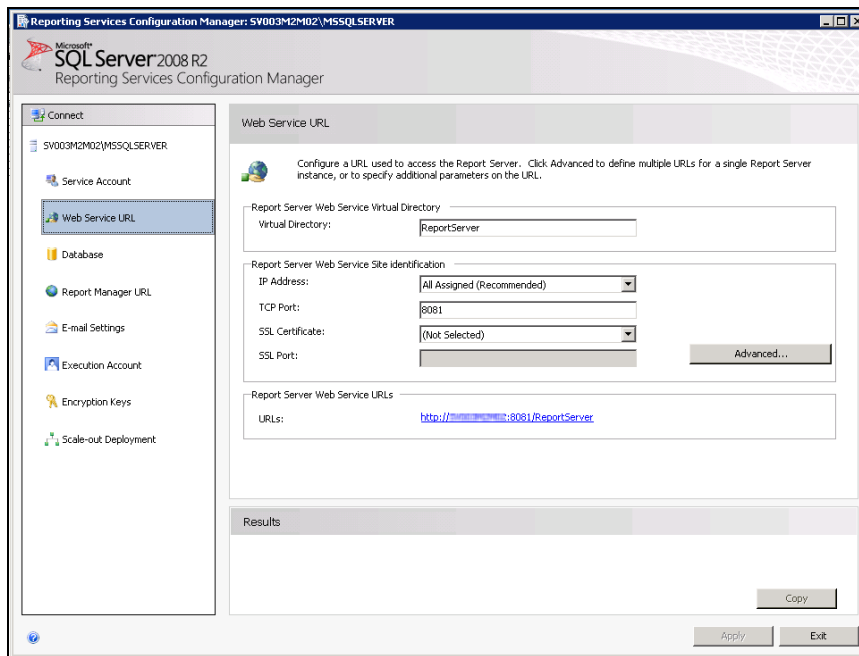 Reporting Services Configuration Manager: SV003M2M02\MSSQLSERVER
Microsoft®
SQL Server® 2008 R2
Reporting Services Configuration Manager
Connect
SV003M2M02\MSSQLSERVER
Service Account
Web Service URL
Database
Report Manager URL
E-mail Settings
Execution Account
Encryption Keys
Scale-out Deployment
Web Service URL
Configure a URL used to access the Report Server. Click Advanced to define multiple URLs for a single Report Server
instance, or to specify additional parameters on the URL.
Report Server Web Service Virtual Directory
Virtual Directory: ReportServer
Report Server Web Service Site identification
IP Address: All Assigned (Recommended)
TCP Port: 8081
SSL Certificate: (Not Selected)
SSL Port:
Advanced...
Report Server Web Service URLs
URLs: http:// :8081/ReportServer
Results
Copy
Apply Exit